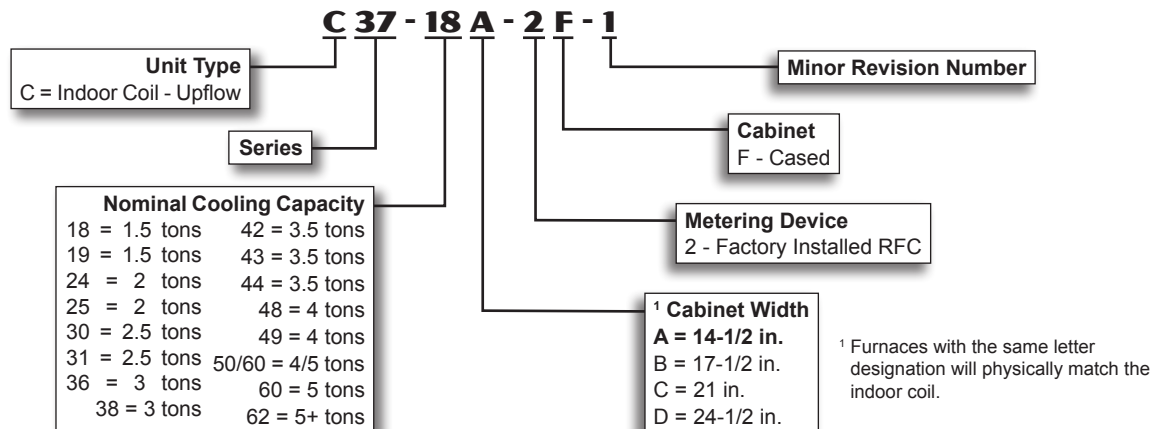 C 37 - 18 A - 2 F - 1
Unit Type
C = Indoor Coil - Upflow
Series
Nominal Cooling Capacity
18 = 1.5 tons
19 = 1.5 tons
24 = 2 tons
25 = 2 tons
30 = 2.5 tons
31 = 2.5 tons
36 = 3 tons
38 = 3 tons
42 = 3.5 tons
43 = 3.5 tons
44 = 3.5 tons
48 = 4 tons
49 = 4 tons
50/60 = 4/5 tons
60 = 5 tons
62 = 5+ tons
Minor Revision Number
Cabinet
F - Cased
Metering Device
2 - Factory Installed RFC
¹ Cabinet Width
A = 14-1/2 in.
B = 17-1/2 in.
C = 21 in.
D = 24-1/2 in.
¹ Furnaces with the same letter
designation will physically match the
indoor coil.